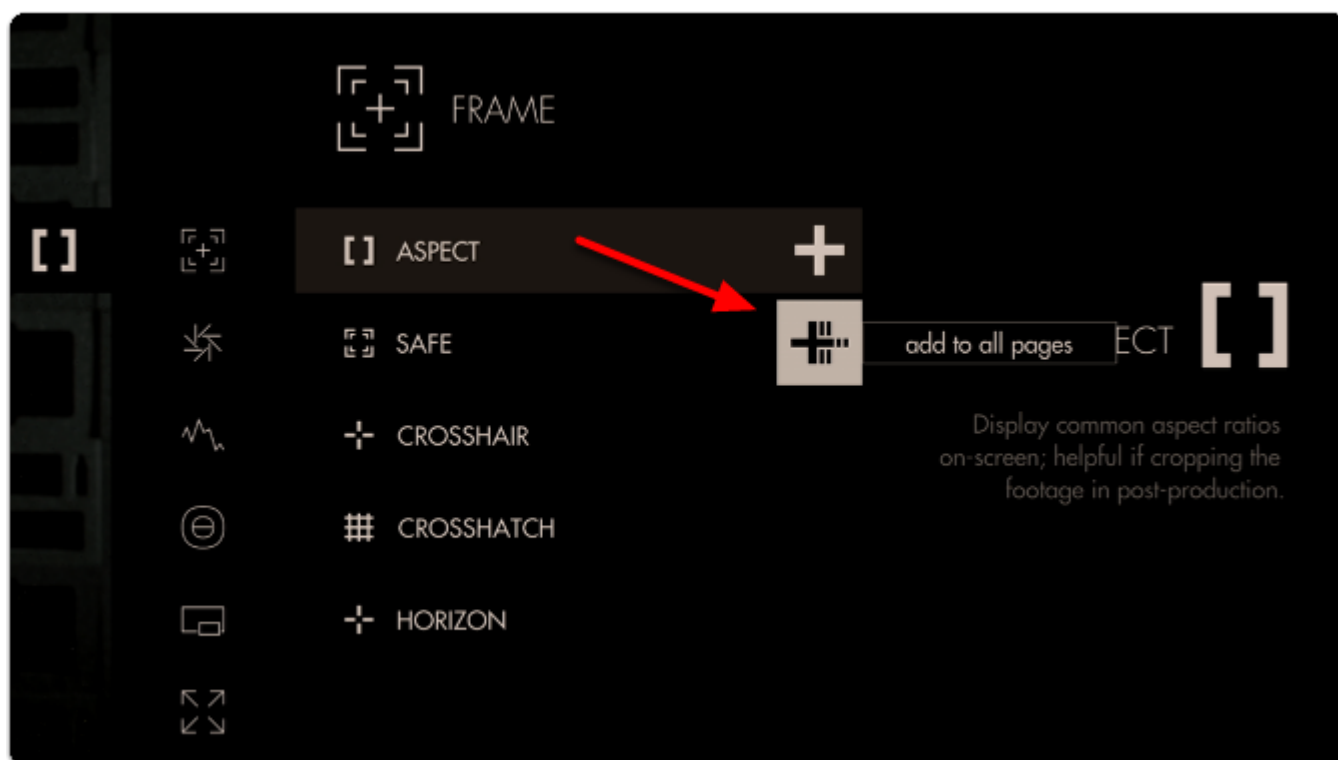 FRAME
ASPECT
SAFE
add to all pages
ECT
CROSSHAIR
Display common aspect ratios
on-screen; helpful if cropping the
footage in post-production.
CROSSHATCH
HORIZON